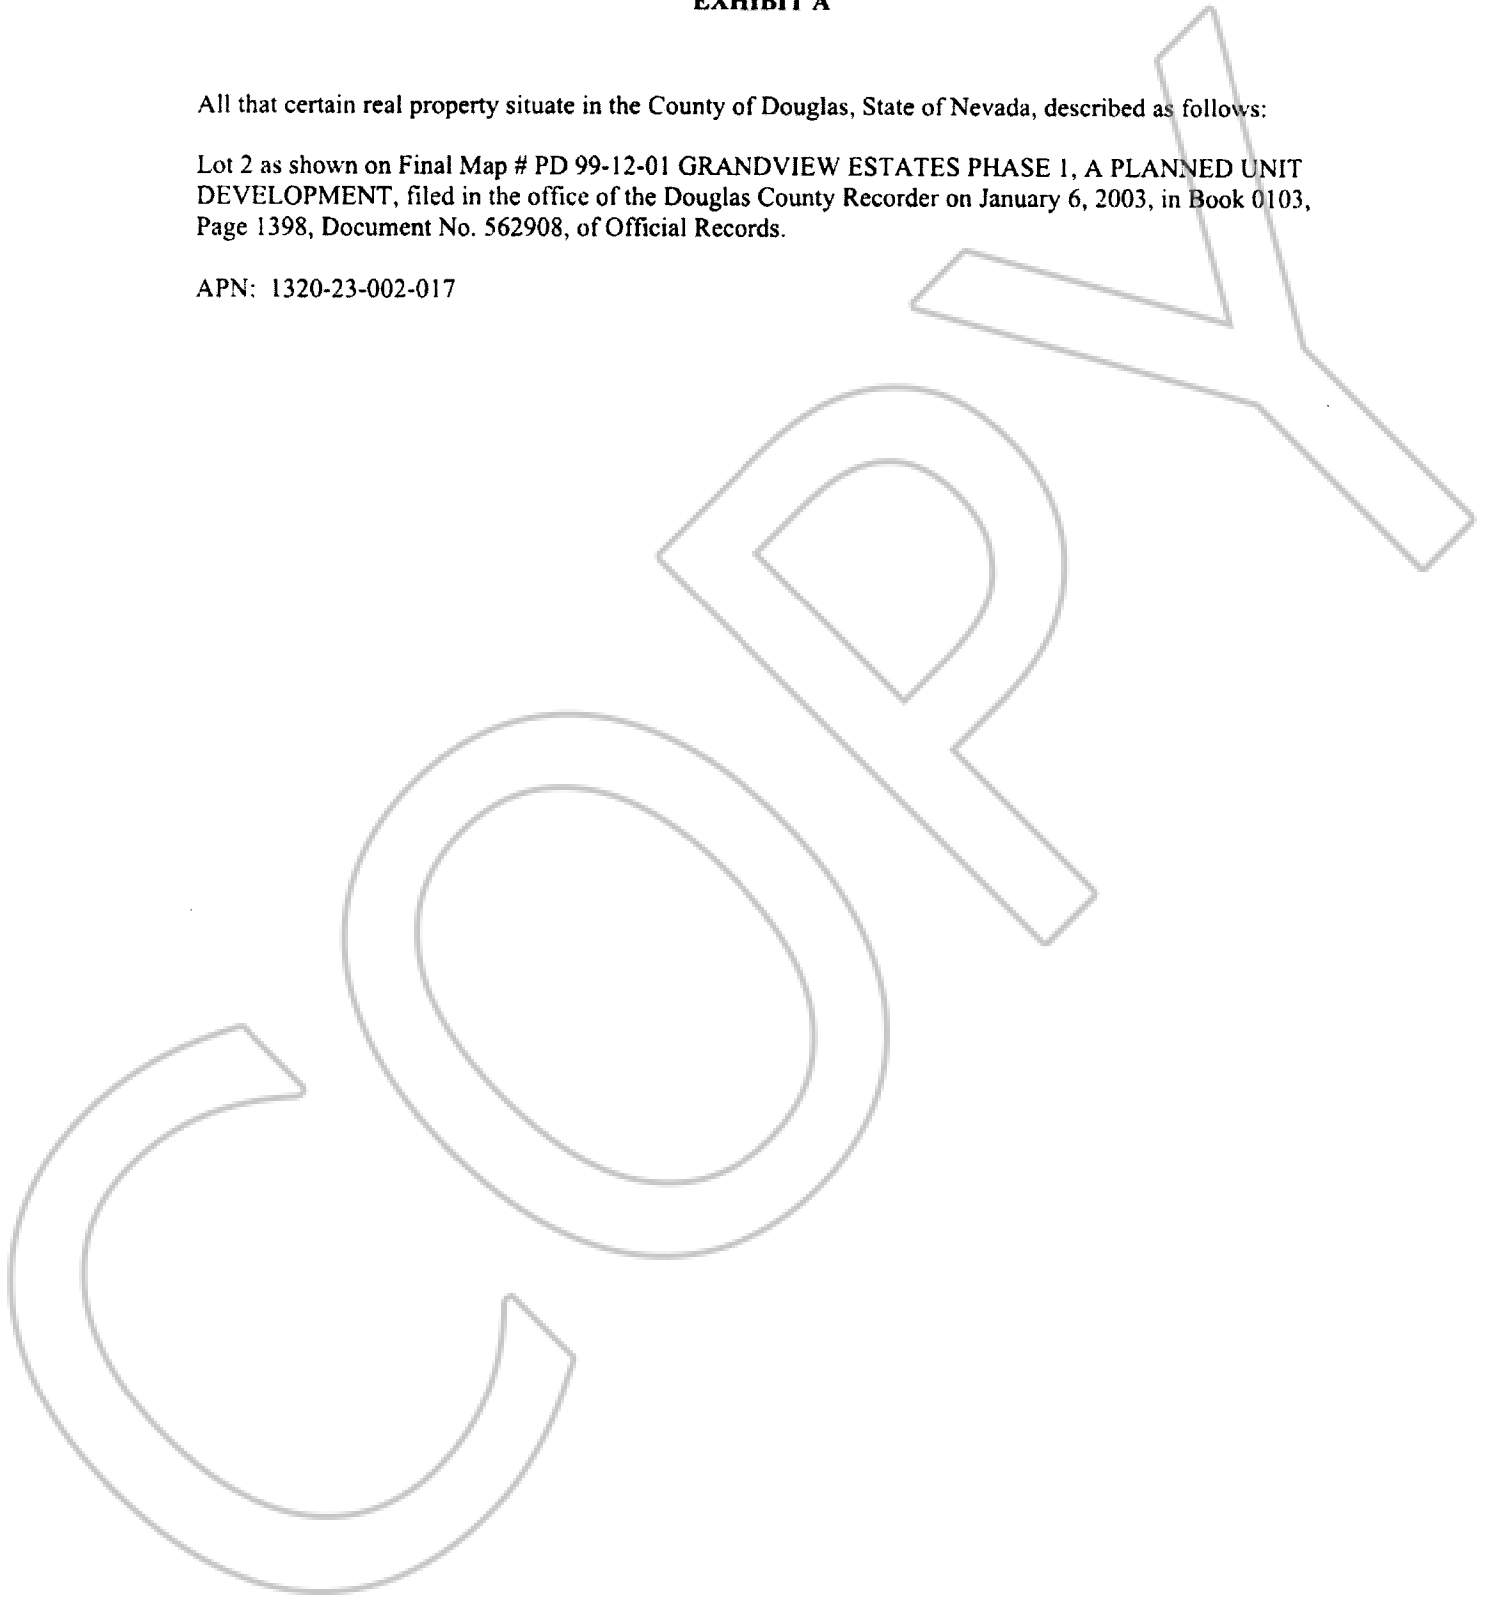 EXHIBIT A
All that certain real property situate in the County of Douglas, State of Nevada, described as follows:
Lot 2 as shown on Final Map # PD 99-12-01 GRANDVIEW ESTATES PHASE 1, A PLANNED UNIT
DEVELOPMENT, filed in the office of the Douglas County Recorder on January 6, 2003, in Book 0103,
Page 1398, Document No. 562908, of Official Records.
APN: 1320-23-002-017
COPY